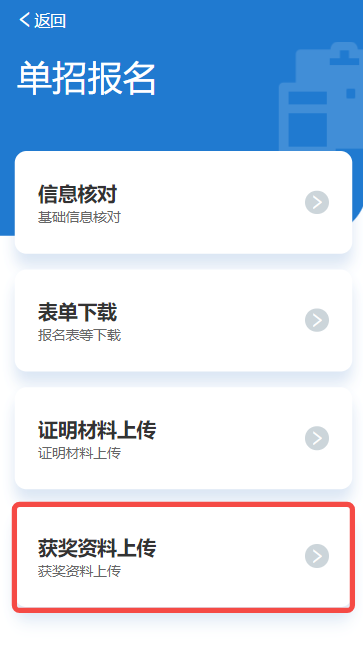 返回
单招报名
信息核对
基础信息核对
表单下载
报名表等下载
证明材料上传
证明材料上传
获奖资料上传
获奖资料上传